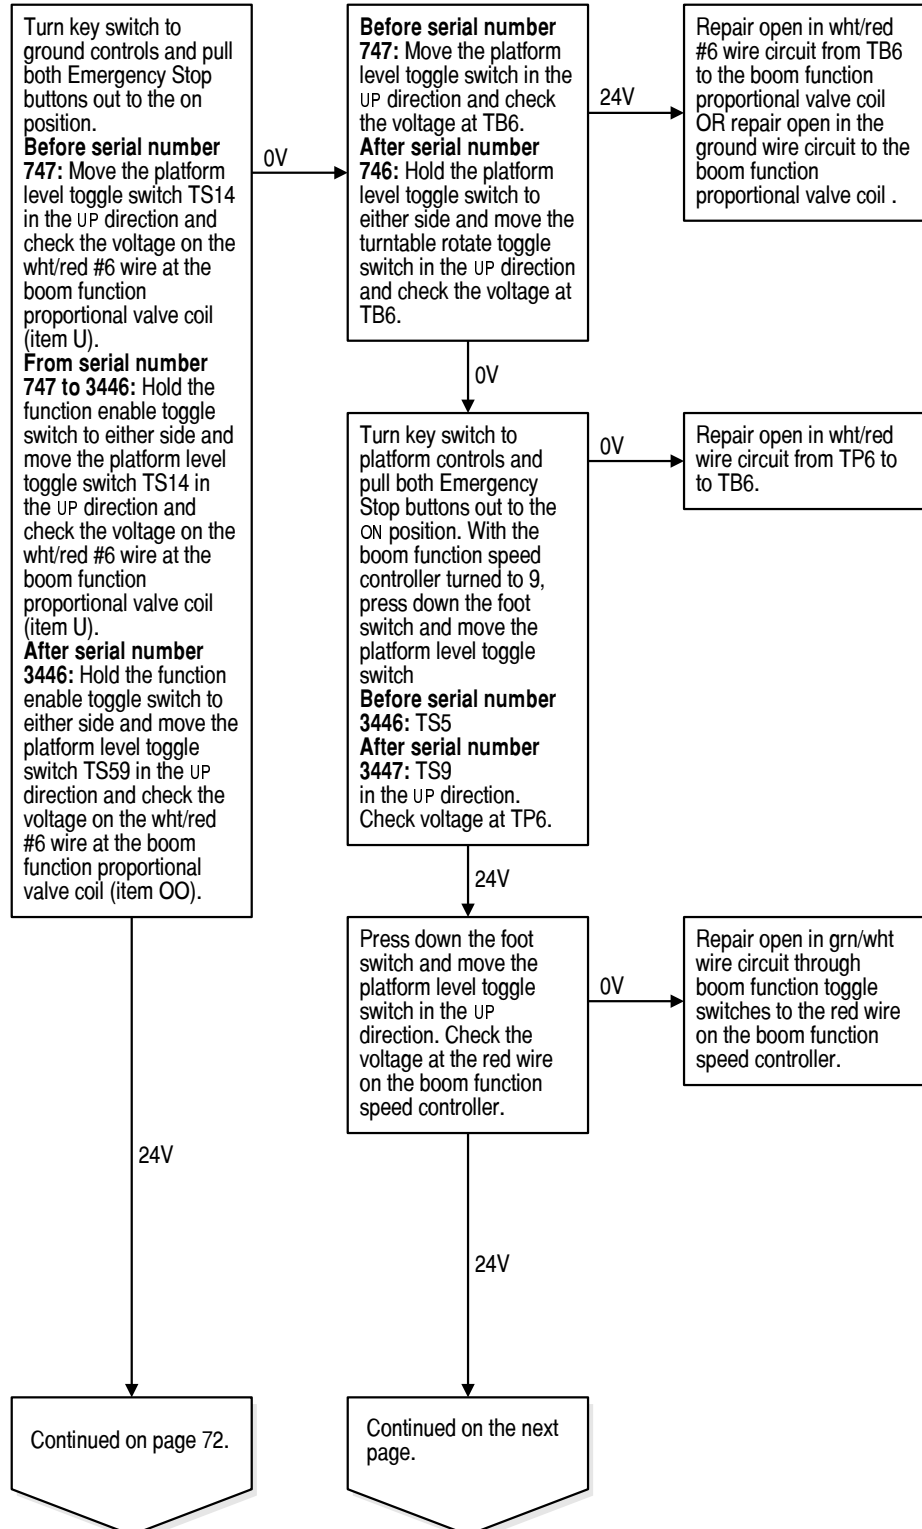 Turn key switch to
ground controls and pull
both Emergency Stop
buttons out to the on
position.
Before serial number
747: Move the platform
level toggle switch TS14
in the UP direction and
check the voltage on the
wht/red #6 wire at the
boom function
proportional valve coil
(item U).
From serial number
747 to 3446: Hold the
function enable toggle
switch to either side and
move the platform level
toggle switch TS14 in
the UP direction and
check the voltage on the
wht/red #6 wire at the
boom function
proportional valve coil
(item U).
After serial number
3446: Hold the function
enable toggle switch to
either side and move the
platform level toggle
switch TS59 in the UP
direction and check the
voltage on the wht/red
#6 wire at the boom
function proportional
valve coil (item OO).
0V
Before serial number
747: Move the platform
level toggle switch in the
UP direction and check
the voltage at TB6.
After serial number
746: Hold the platform
level toggle switch to
either side and move the
turntable rotate toggle
switch in the UP direction
and check the voltage at
TB6.
24V
Repair open in wht/red
#6 wire circuit from TB6
to the boom function
proportional valve coil
OR repair open in the
ground wire circuit to the
boom function
proportional valve coil .
0V
Turn key switch to
platform controls and
pull both Emergency
Stop buttons out to the
ON position. With the
boom function speed
controller turned to 9,
press down the foot
switch and move the
platform level toggle
switch
Before serial number
3446: TS5
After serial number
3447: TS9
in the UP direction.
Check voltage at TP6.
0V
Repair open in wht/red
wire circuit from TP6 to
to TB6.
24V
Press down the foot
switch and move the
platform level toggle
switch in the UP
direction. Check the
voltage at the red wire
on the boom function
speed controller.
0V
Repair open in grn/wht
wire circuit through
boom function toggle
switches to the red wire
on the boom function
speed controller.
24V
24V
Continued on page 72.
Continued on the next
page.